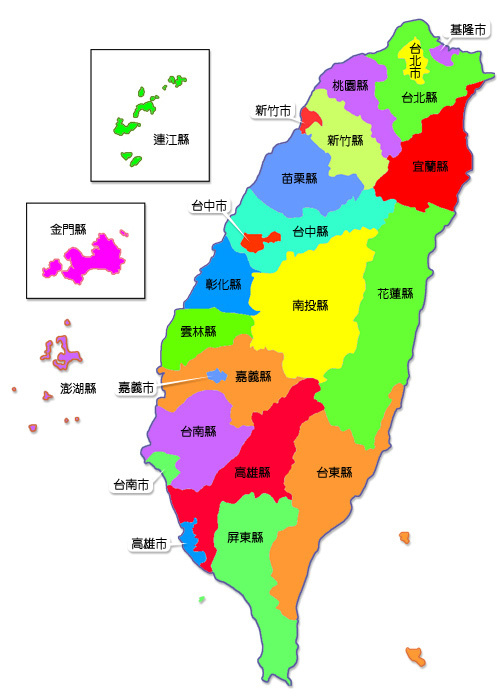 基隆市
台北市
桃園縣
台北縣
新竹市
連江縣
新竹縣
宜蘭縣
苗栗縣
台中市
金門縣
台中縣
彰化縣
花蓮縣
南投縣
雲林縣
嘉義縣
澎湖縣
嘉義市
台南縣
高雄縣
台東縣
台南市
屏東縣
高雄市